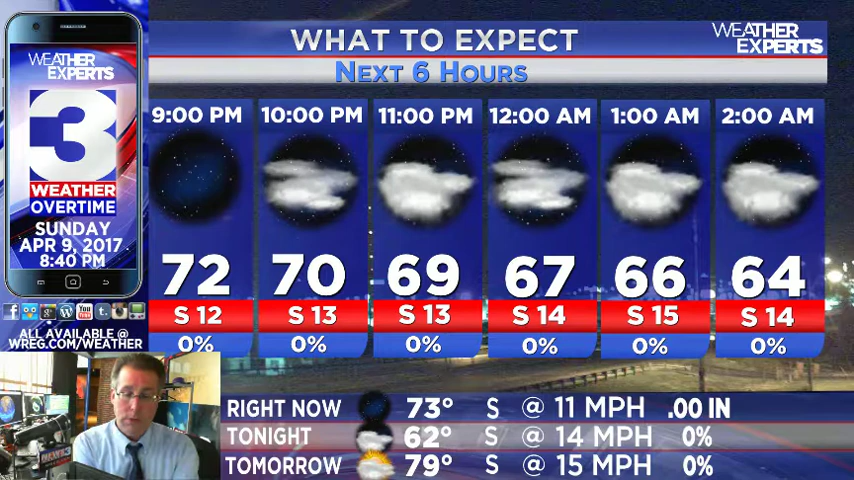 WEATHER
EXPERTS
3
WEATHER
OVERTIME
SUNDAY
APR 9, 2017
8:40 PM
ALL AVAILABLE @
WREG.COM/WEATHER
WHAT TO EXPECT
NEXT 6 HOURS
WEATHER
EXPERTS
9:00 PM 10:00 PM 11:00 PM 12:00 AM 1:00 AM 2:00 AM
72 70 69 67 66 64
S 12 S 13 S 13 S 14 S 15 S 14
0% 0% 0% 0% 0% 0%
RIGHT NOW 73° S @ 11 MPH .00 IN
TONIGHT 62° S @ 14 MPH 0%
TOMORROW 79° S @ 15 MPH 0%